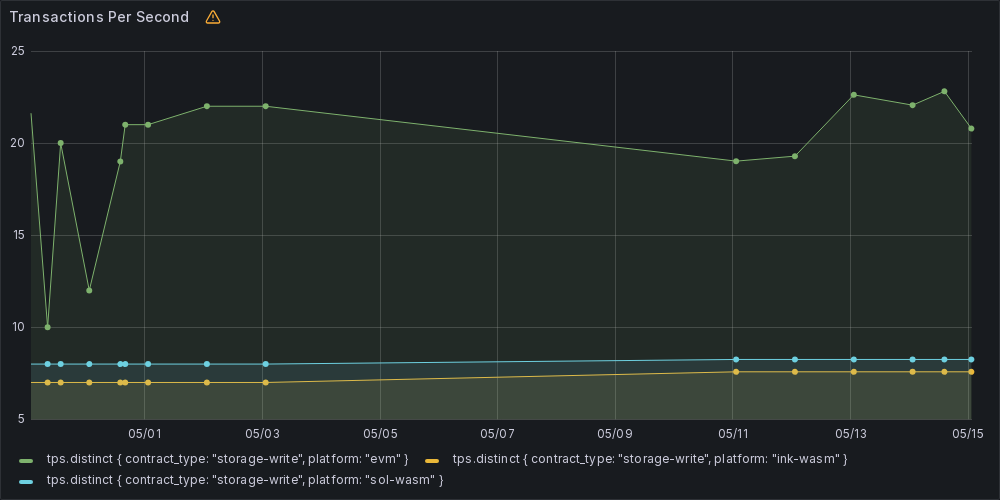 Transactions Per Second
25
20
15
10
5
05/01 05/03 05/05 05/07 05/09 05/11 05/13 05/15
tps.distinct { contract_type: "storage-write", platform: "evm" } tps.distinct { contract_type: "storage-write", platform: "ink-wasm" }
tps.distinct { contract_type: "storage-write", platform: "sol-wasm" }